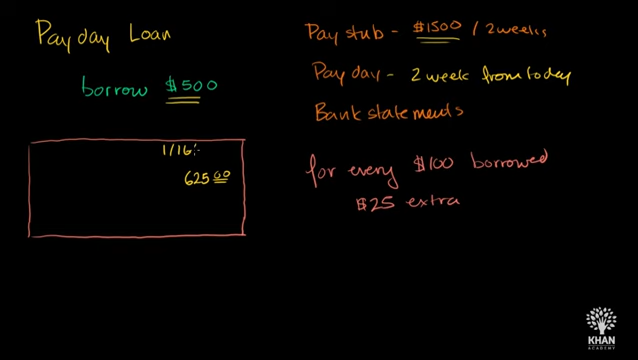 Payday Loan
borrow $500
1/16:
625 00
Pay stub - $1500 / 2 weeks
Pay day - 2 week from today
Bank statements
for every $100 borrowed
$25 extra
KHAN
ACADEMY